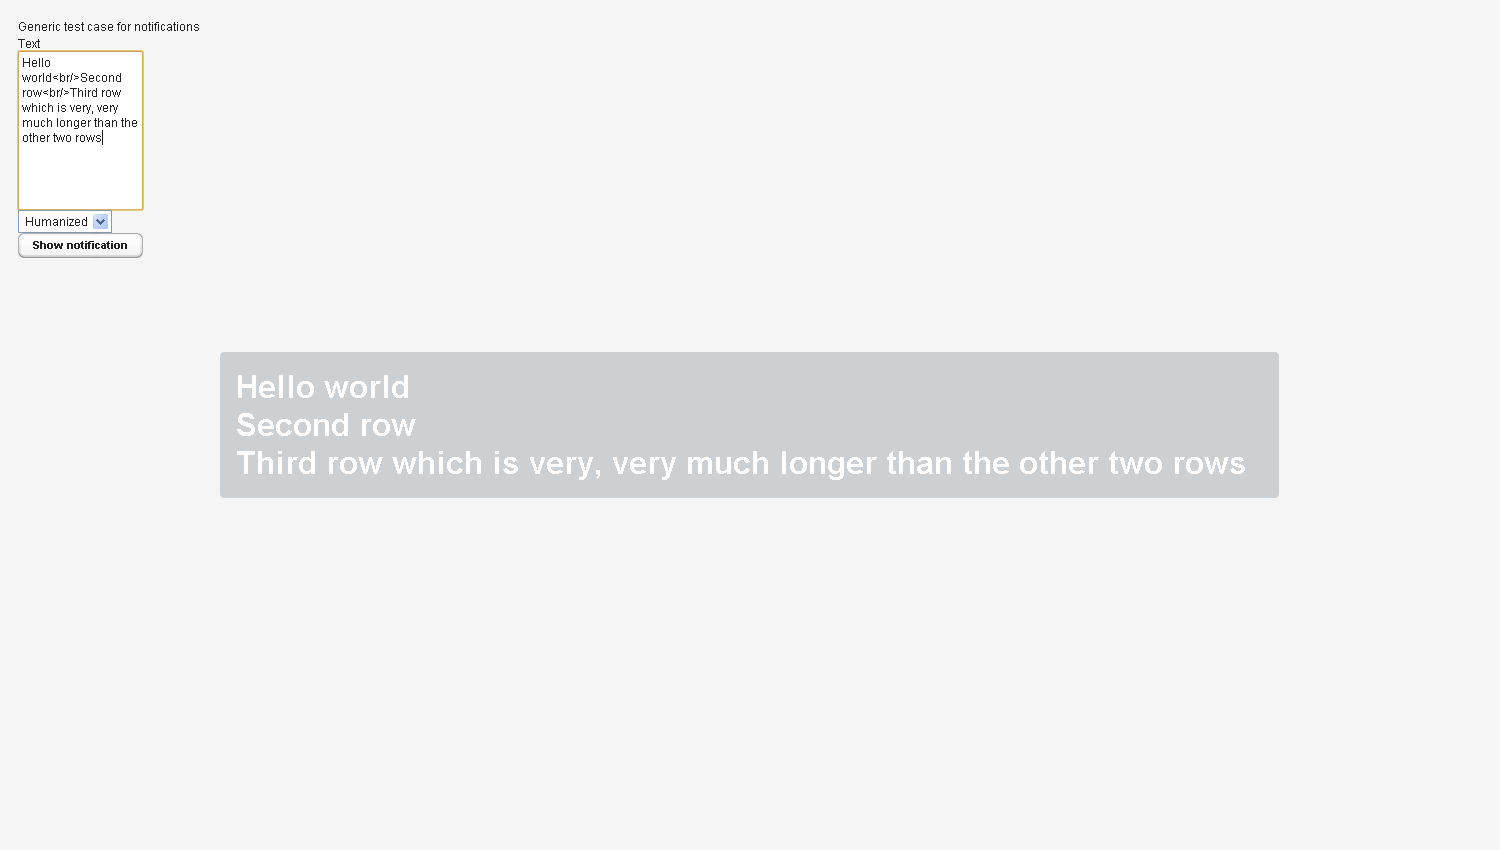 Generic test case for notifications
Text
Hello
world<br/>Second
row<br/>Third row
which is very, very
much longer than the
other two rows
Humanized
Show notification
Hello world
Second row
Third row which is very, very much longer than the other two rows